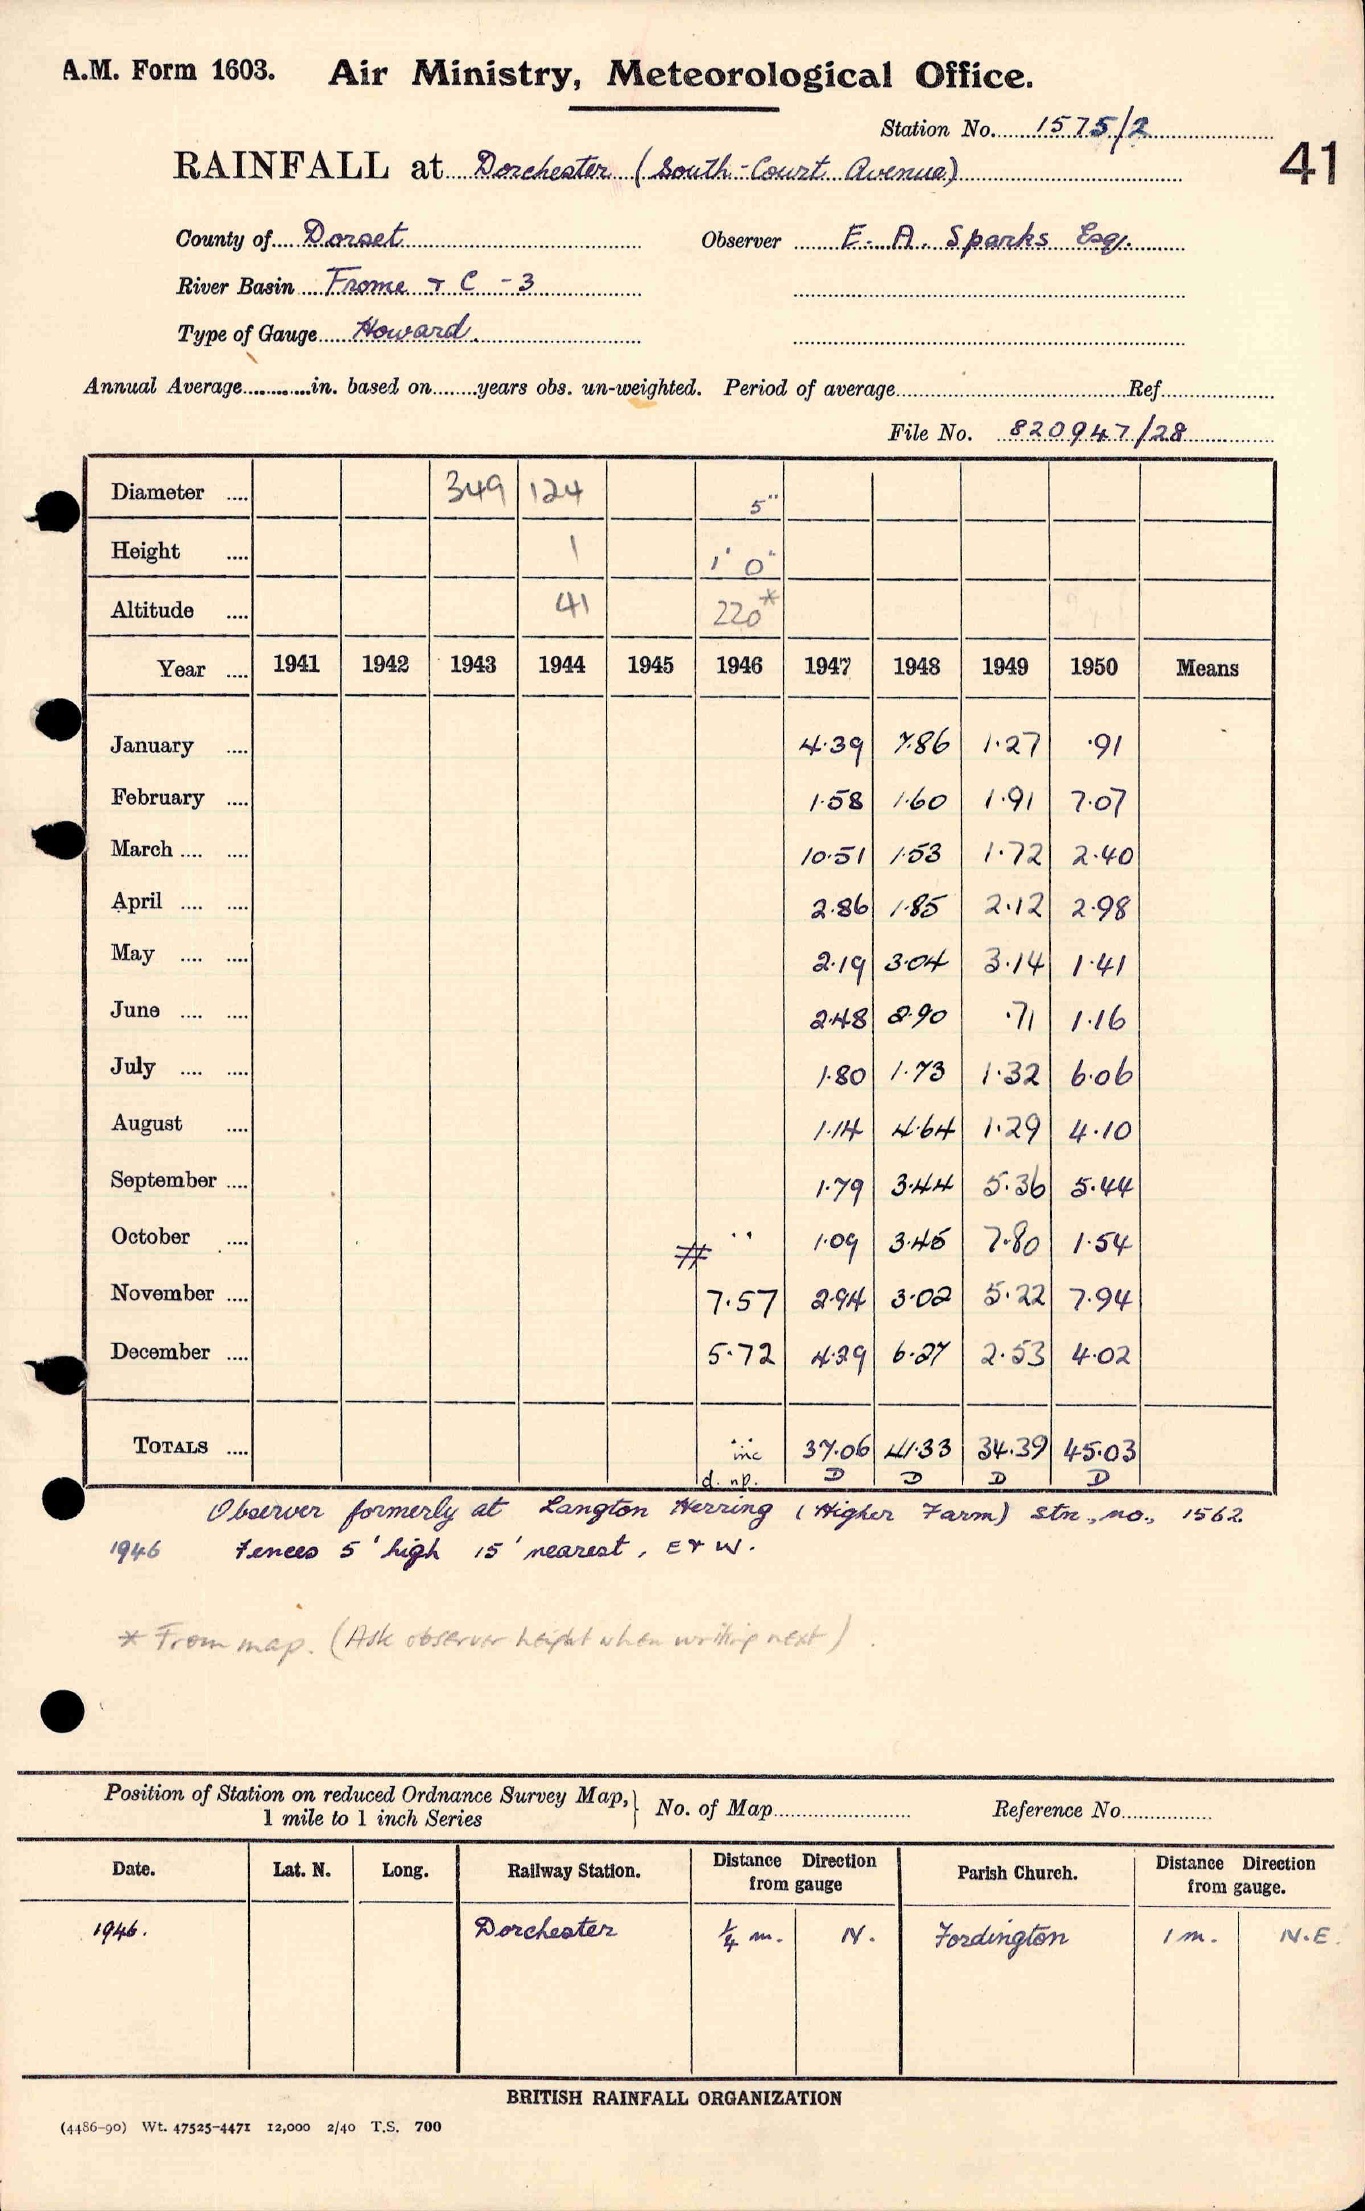 A.M. Form 1603. Air Ministry, Meteorological Office.
Station No. 1575/2
41
RAINFALL at Dorchester (South-Court Avenue)
County of Dorset Observer E. A. Sparks Esq.
River Basin Frome & C - 3
Type of Gauge Howard.
Annual Average............in. based on........years obs. un-weighted. Period of average........ Ref........
File No. 820947/28
Diameter .... 349 124 5"
Height .... 1 1' 0"
Altitude .... 41 220*
Year .... 1941 1942 1943 1944 1945 1946 1947 1948 1949 1950 Means
January .... 4.39 7.86 1.27 .91
February .... 1.58 1.60 1.91 7.07
March .... .... 10.51 1.53 1.72 2.40
April .... .... 2.86 1.85 2.12 2.98
May .... .... 2.19 3.04 3.14 1.41
June .... .... 2.48 2.90 .71 1.16
July .... .... 1.80 1.73 1.32 6.06
August .... 1.14 4.64 1.29 4.10
September .... 1.79 3.44 5.36 5.44
October .... # .. 1.09 3.45 7.80 1.54
November .... 7.57 2.94 3.02 5.22 7.94
December .... 5.72 4.29 6.27 2.53 4.02
TOTALS .... inc 37.06 41.33 34.39 45.03
d. np. D D D D
Observer formerly at Langton Herring (Higher Farm) stn., no., 1562.
1946 Fences 5' high 15' nearest, E & W.
* From map. (Ask observer height when writing next).
Position of Station on reduced Ordnance Survey Map,} No. of Map........ Reference No........
1 mile to 1 inch Series
Date. Lat. N. Long. Railway Station. Distance Direction from gauge Parish Church. Distance Direction from gauge.
1946. Dorchester ¼ m. N. Fordington 1 m. N.E.
BRITISH RAINFALL ORGANIZATION
(4486-90) Wt. 47525-4471 12,000 2/40 T.S. 700